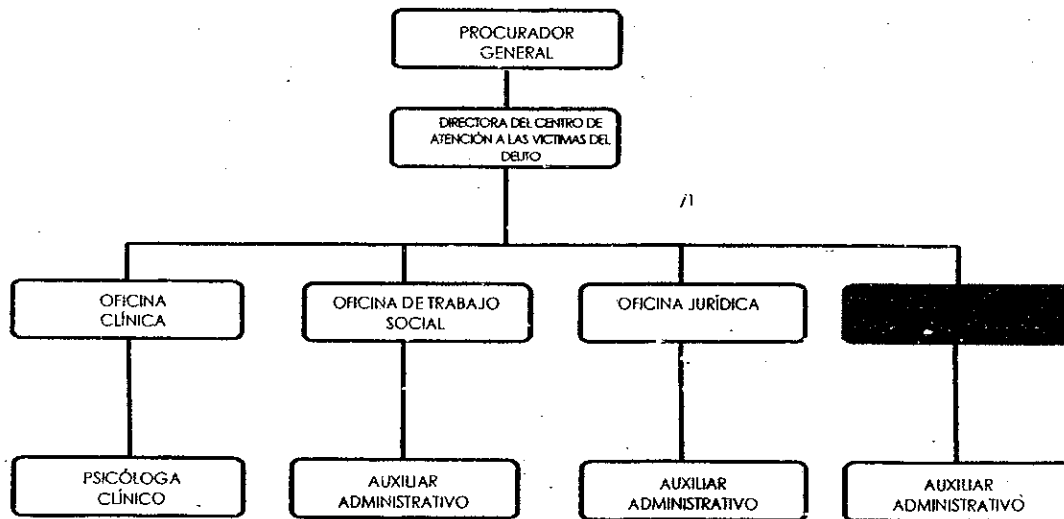 PROCURADOR
GENERAL
DIRECTORA DEL CENTRO DE
ATENCIÓN A LAS VICTIMAS DEL
DELITO
/1
OFICINA
CLÍNICA
OFICINA DE TRABAJO
SOCIAL
OFICINA JURÍDICA
PSICÓLOGA
CLÍNICO
AUXILIAR
ADMINISTRATIVO
AUXILIAR
ADMINISTRATIVO
AUXILIAR
ADMINISTRATIVO